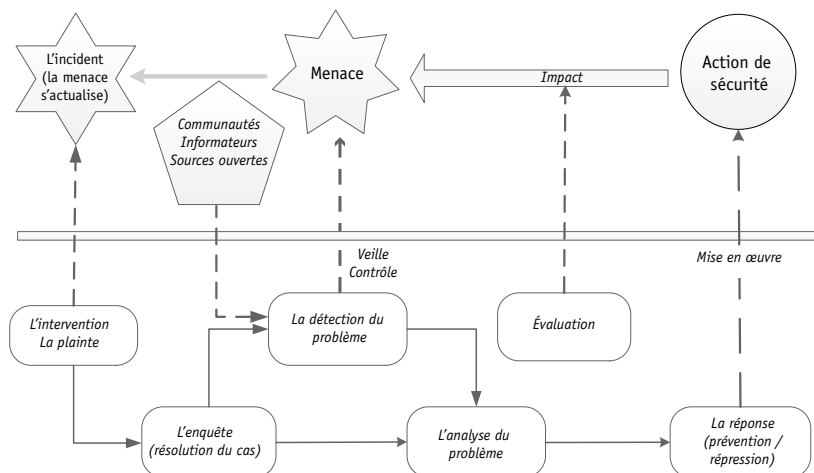 L'incident
(la menace
s'actualise)
Menace
Impact
Action de
sécurité
Communautés
Informateurs
Sources ouvertes
Veille
Contrôle
Mise en œuvre
L'intervention
La plainte
La détection du
problème
Évaluation
L'enquête
(résolution du cas)
L'analyse du
problème
La réponse
(prévention /
répression)